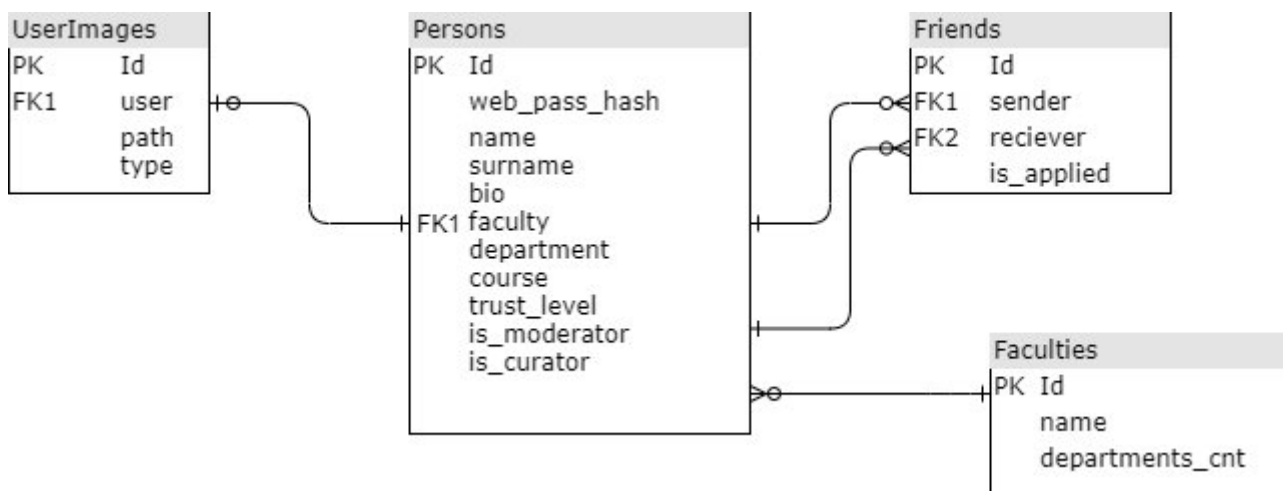 UserImages
PK Id
FK1 user
path
type
Persons
PK Id
web_pass_hash
name
surname
bio
FK1 faculty
department
course
trust_level
is_moderator
is_curator
Friends
PK Id
FK1 sender
FK2 reciever
is_applied
Faculties
PK Id
name
departments_cnt